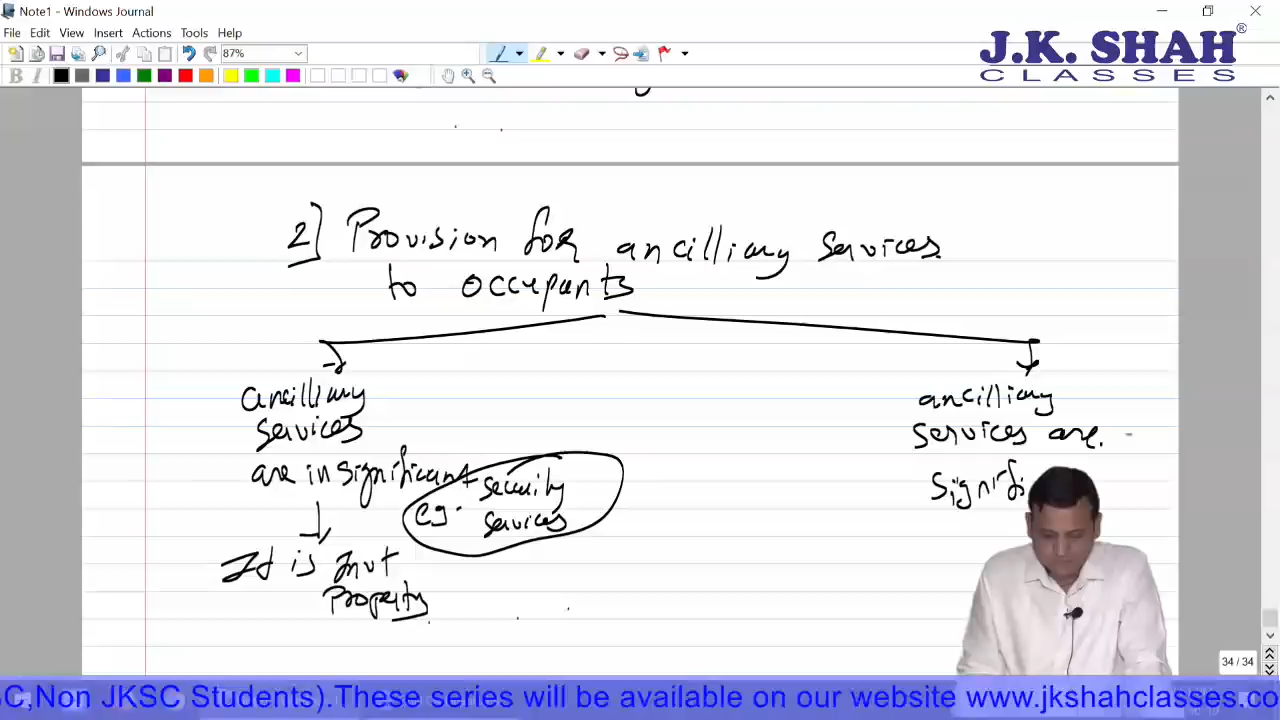 Note1 - Windows Journal
File Edit View Insert Actions Tools Help
87%
B I
J.K. SHAH®
CLASSES
2] Provision for ancilliary Services
to occupants
ancilliary
services
are insignificant
eg. security
services
It is Invt
Property
ancilliary
services are
signifi
34 / 34
SC,Non JKSC Students).These series will be available on our website www.jkshahclasses.co